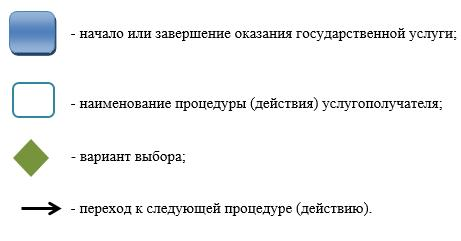 - начало или завершение оказания государственной услуги;
- наименование процедуры (действия) услугополучателя;
- вариант выбора;
- переход к следующей процедуре (действию).